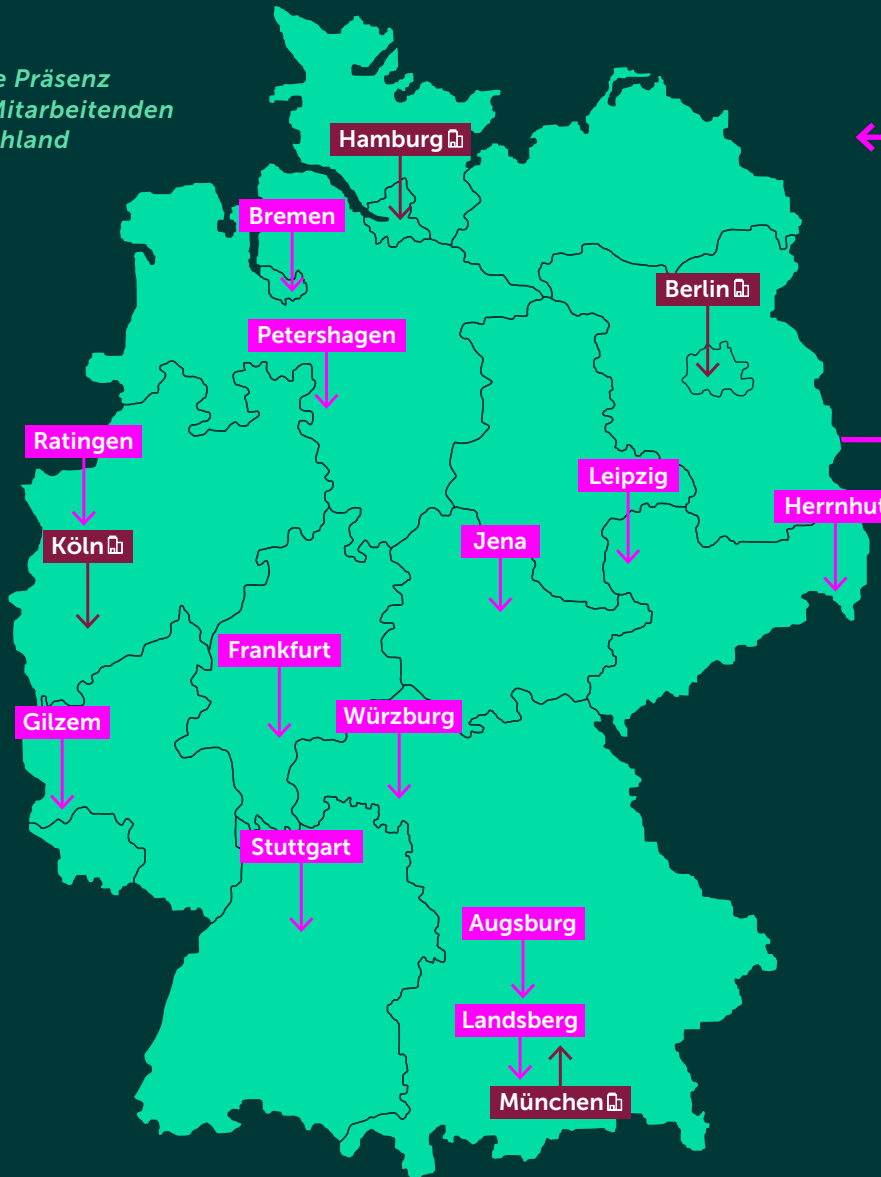 e Präsenz
Mitarbeitenden
hland
Hamburg
Bremen
Berlin
Petershagen
Ratingen
Leipzig
Herrnhut
Köln
Jena
Frankfurt
Würzburg
Gilzem
Stuttgart
Augsburg
Landsberg
München